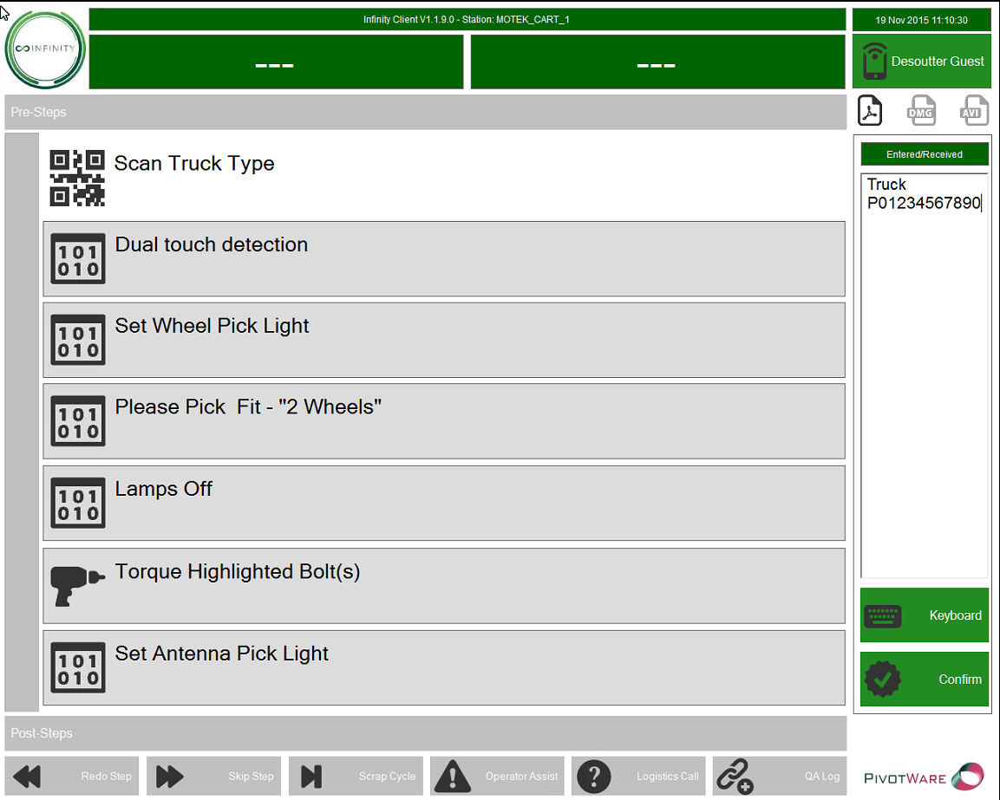 Infinity Client V1.1.9.0 - Station: MOTEK_CART_1
19 Nov 2015 11:10:30
INFINITY
---
---
Desoutter Guest
Pre-Steps
DMG
AVI
Scan Truck Type
Entered/Received
Truck
P01234567890
101
010
Dual touch detection
101
010
Set Wheel Pick Light
101
010
Please Pick  Fit - "2 Wheels"
101
010
Lamps Off
Torque Highlighted Bolt(s)
101
010
Set Antenna Pick Light
Keyboard
Confirm
Post-Steps
Redo Step
Skip Step
Scrap Cycle
Operator Assist
Logistics Call
QA Log
PIVOTWARE